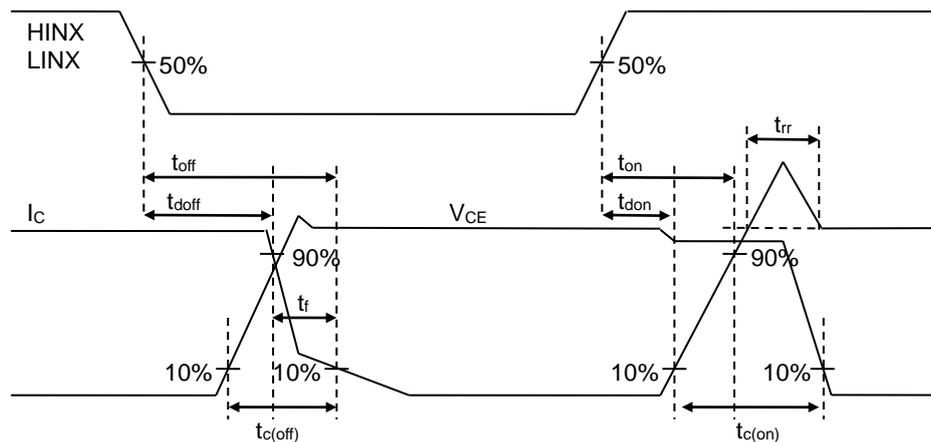 HINX
LINX
50%
50%
trr
toff
ton
tdoff
tdon
IC
VCE
90%
90%
tf
10%
10%
10%
10%
tc(off)
tc(on)